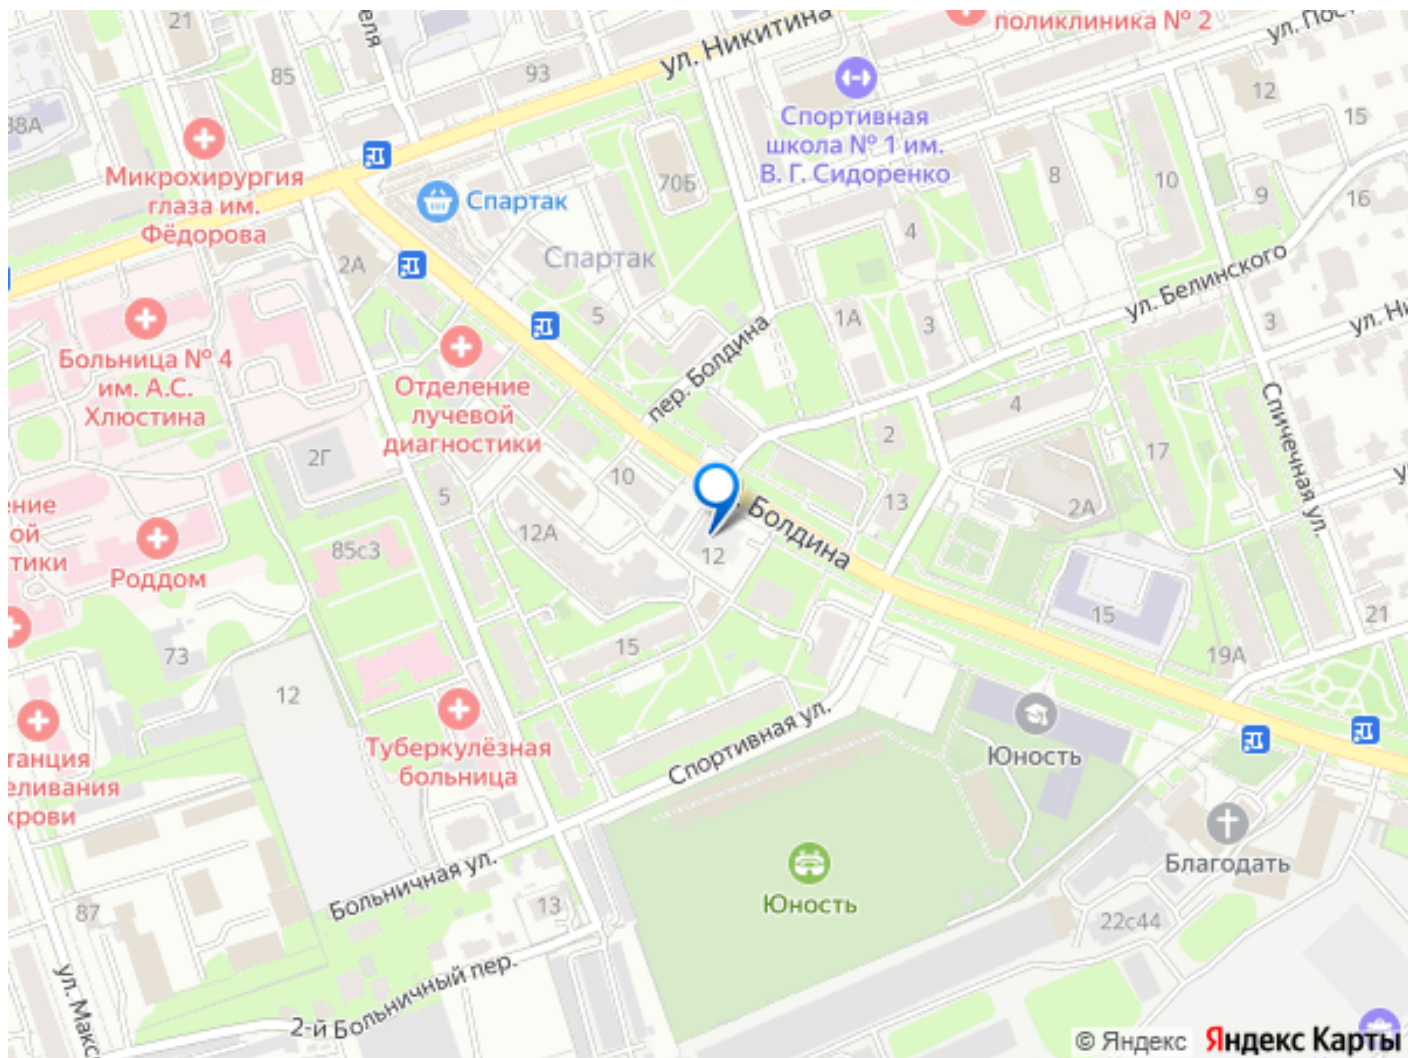 21
85
93
ул. Никитина
поликлиника № 2
12
15
38А
Микрохирургия
глаза им.
Фёдорова
Спартак
Спартак
70Б
Спортивная
школа № 1 им.
В. Г. Сидоренко
8
10
9
16
4
2А
5
1А
3
ул. Белинского
3
Больница № 4
им. А.С.
Хлюстина
Отделение
лучевой
диагностики
пер. Болдина
4
2
17
Спичечная ул.
2Г
5
10
13
2А
12А
12
Болдина
85с3
Роддом
15
15
19А
21
73
12
Туберкулёзная
больница
Спортивная ул.
Юность
Благодать
Юность
Больничная ул.
87
13
22с44
2-й Больничный пер.
© Яндекс
Яндекс Карты